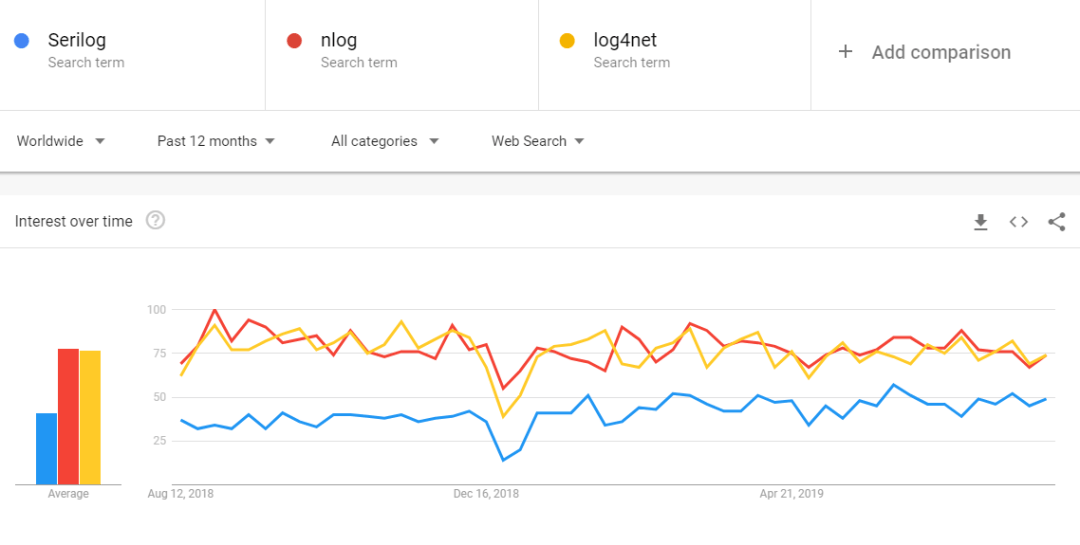 Serilog
Search term
nlog
Search term
log4net
Search term
+ Add comparison
Worldwide
Past 12 months
All categories
Web Search
Interest over time
?
100
75
50
25
Average
Aug 12, 2018
Dec 16, 2018
Apr 21, 2019